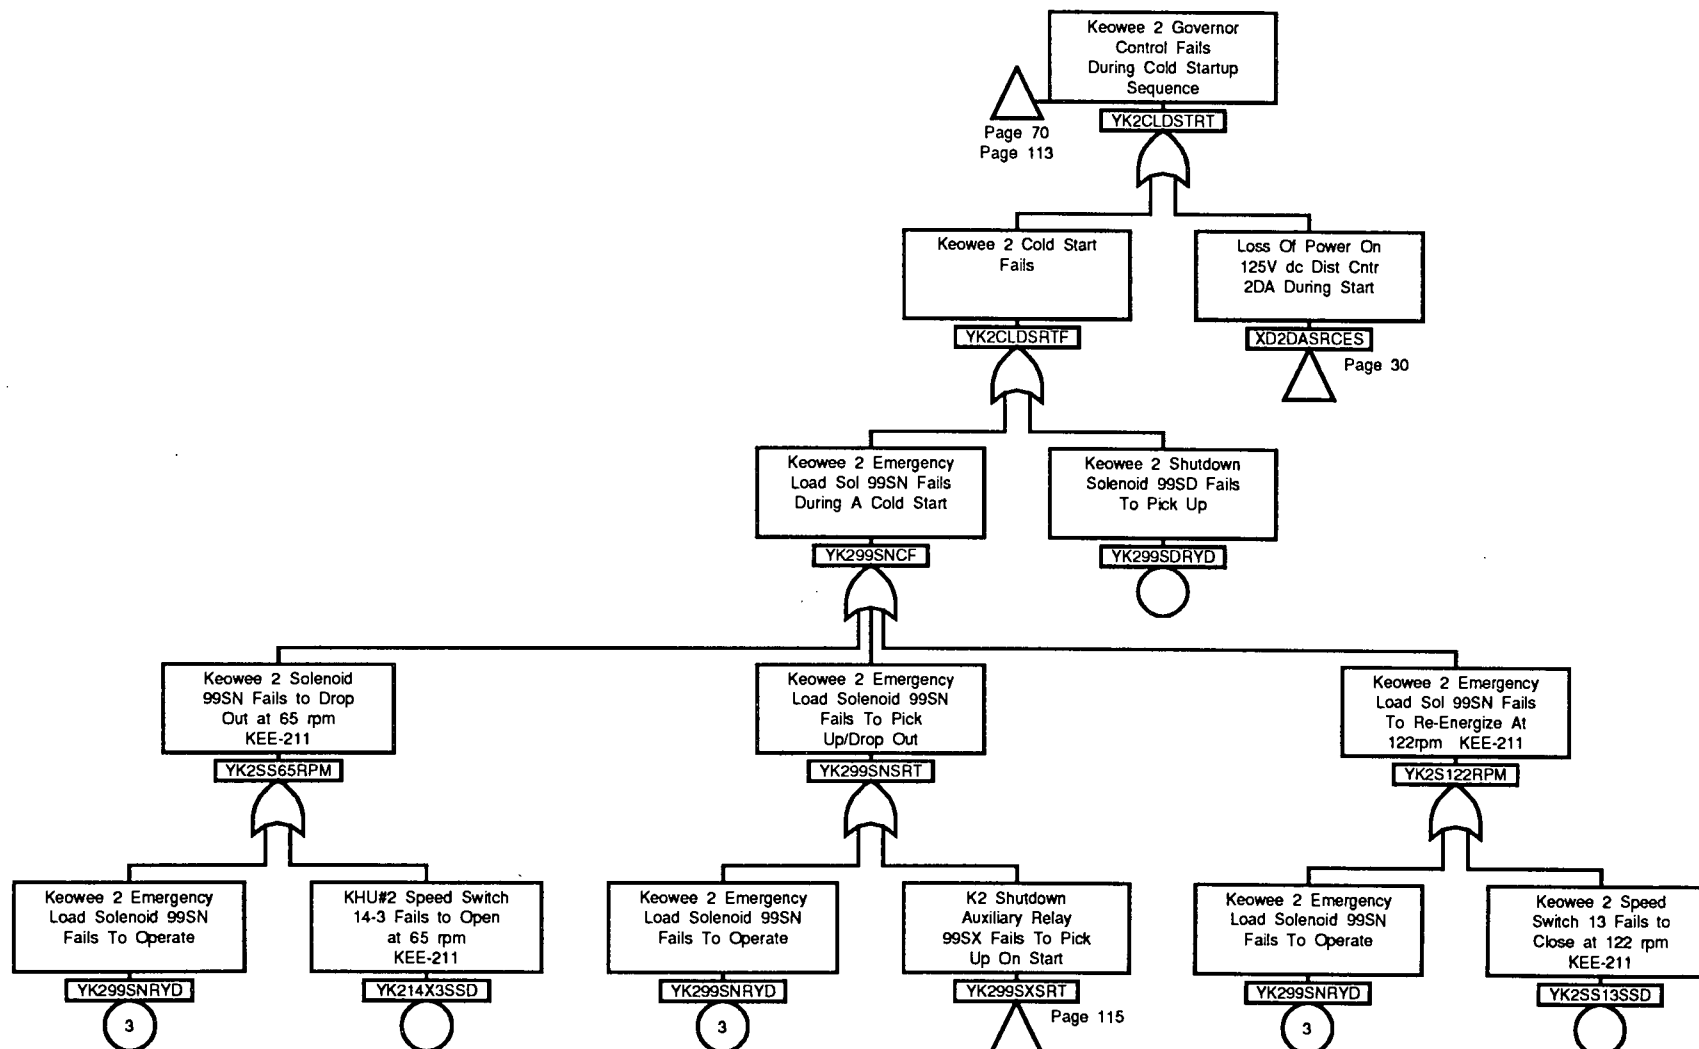 Keowee 2 Governor
Control Fails
During Cold Startup
Sequence
YK2CLDSTRT
Page 70
Page 113
Keowee 2 Cold Start
Fails
YK2CLDSRTF
Loss Of Power On
125V dc Dist Cntr
2DA During Start
XD2DASRCES
Page 30
Keowee 2 Emergency
Load Sol 99SN Fails
During A Cold Start
YK299SNCF
Keowee 2 Shutdown
Solenoid 99SD Fails
To Pick Up
YK299SDRYD
Keowee 2 Solenoid
99SN Fails to Drop
Out at 65 rpm
KEE-211
YK2SS65RPM
Keowee 2 Emergency
Load Solenoid 99SN
Fails To Pick
Up/Drop Out
YK299SNSRT
Keowee 2 Emergency
Load Sol 99SN Fails
To Re-Energize At
122rpm KEE-211
YK2S122RPM
Keowee 2 Emergency
Load Solenoid 99SN
Fails To Operate
YK299SNRYD
3
KHU#2 Speed Switch
14-3 Fails to Open
at 65 rpm
KEE-211
YK214X3SSD
Keowee 2 Emergency
Load Solenoid 99SN
Fails To Operate
YK299SNRYD
3
K2 Shutdown
Auxiliary Relay
99SX Fails To Pick
Up On Start
YK299SXSRT
Page 115
Keowee 2 Emergency
Load Solenoid 99SN
Fails To Operate
YK299SNRYD
3
Keowee 2 Speed
Switch 13 Fails to
Close at 122 rpm
KEE-211
YK2SS13SSD